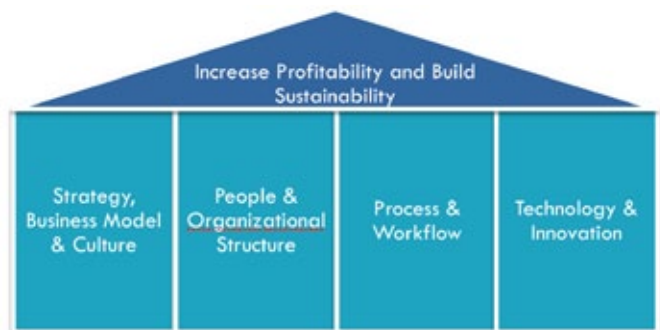 Increase Profitability and Build
Sustainability
Strategy,
Business Model
& Culture
People &
Organizational
Structure
Process &
Workflow
Technology &
Innovation